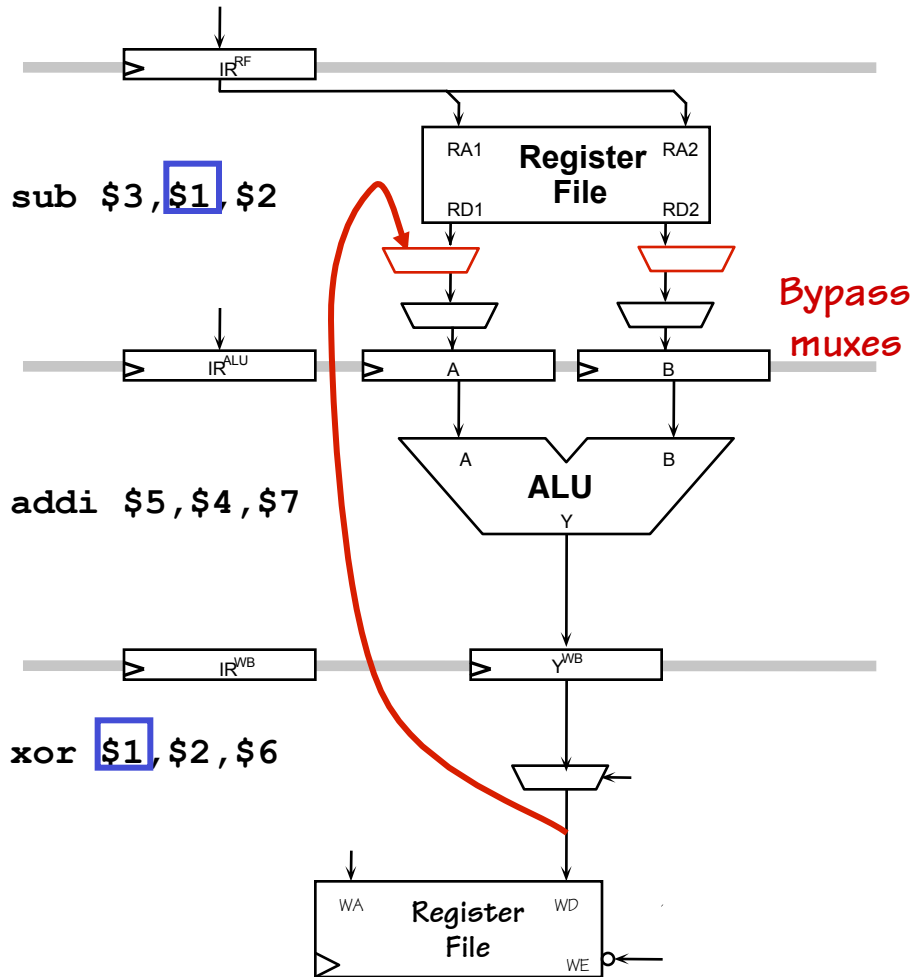 IR^RF
RA1 Register File RA2
sub $3,$1,$2
RD1 RD2
Bypass
muxes
IR^ALU A B
A B
ALU
addi $5,$4,$7
Y
IR^WB Y^WB
xor $1,$2,$6
WA Register File WD
WE